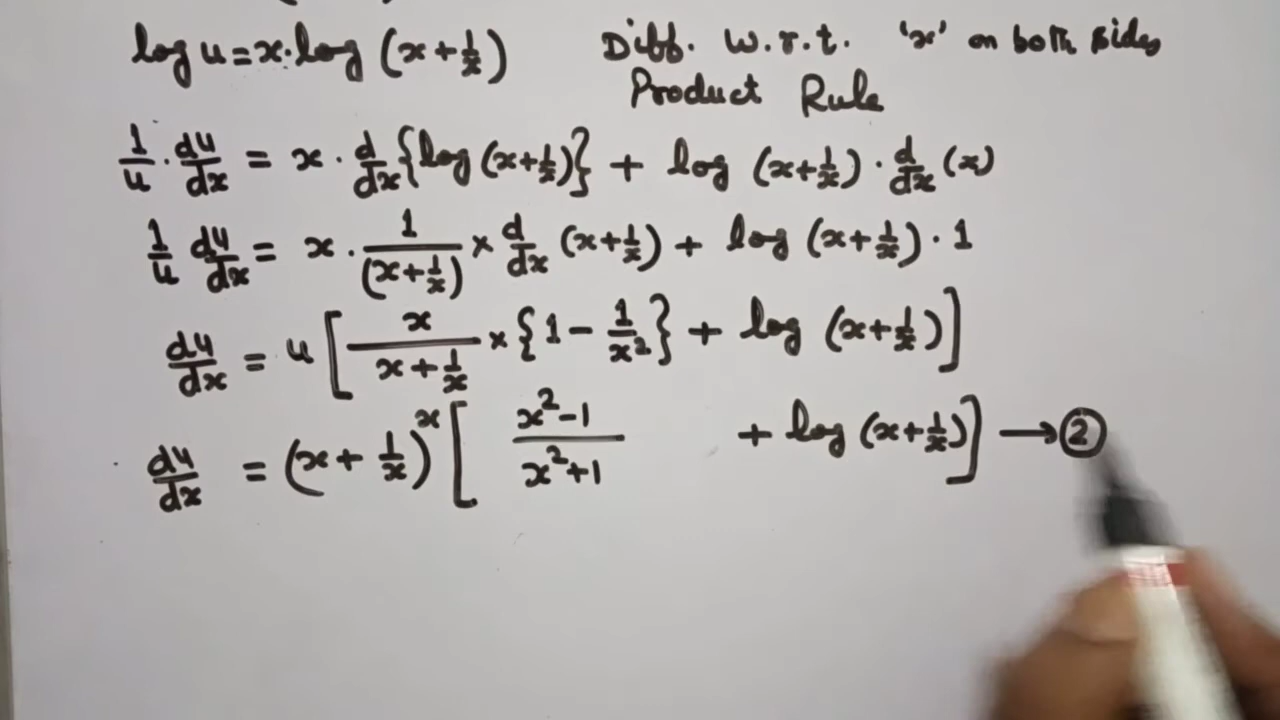 log u = x. log (x + 1/x) Diff. w.r.t. 'x' on both sides
Product Rule
1/u . du/dx = x . d/dx {log (x + 1/x)} + log (x + 1/x) . d/dx (x)
1/u du/dx = x . 1/(x + 1/x) × d/dx (x + 1/x) + log (x + 1/x) . 1
du/dx = u [ x/(x + 1/x) × {1 - 1/x²} + log (x + 1/x) ]
du/dx = (x + 1/x)^x [ (x² - 1)/(x² + 1) + log (x + 1/x) ] → ②